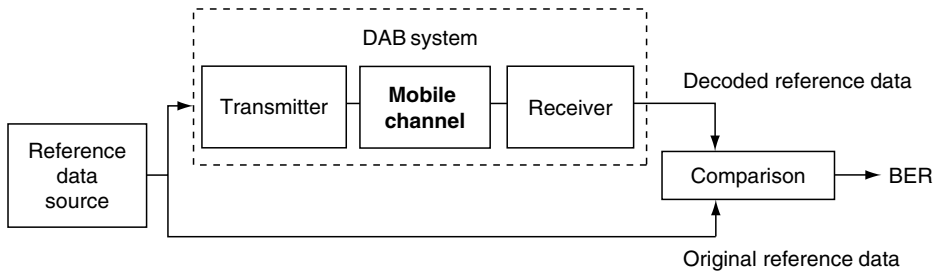 DAB system
Transmitter
Mobile
channel
Receiver
Decoded reference data
Reference
data
source
Comparison
BER
Original reference data